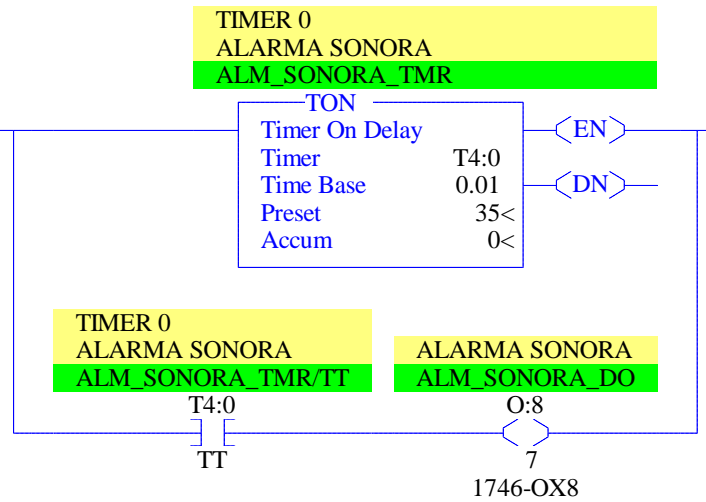 TIMER 0
ALARMA SONORA
ALM_SONORA_TMR
TON
Timer On Delay
EN
Timer T4:0
Time Base 0.01
DN
Preset 35<
Accum 0<
TIMER 0
ALARMA SONORA
ALM_SONORA_TMR/TT
T4:0
TT
ALARMA SONORA
ALM_SONORA_DO
O:8
7
1746-OX8